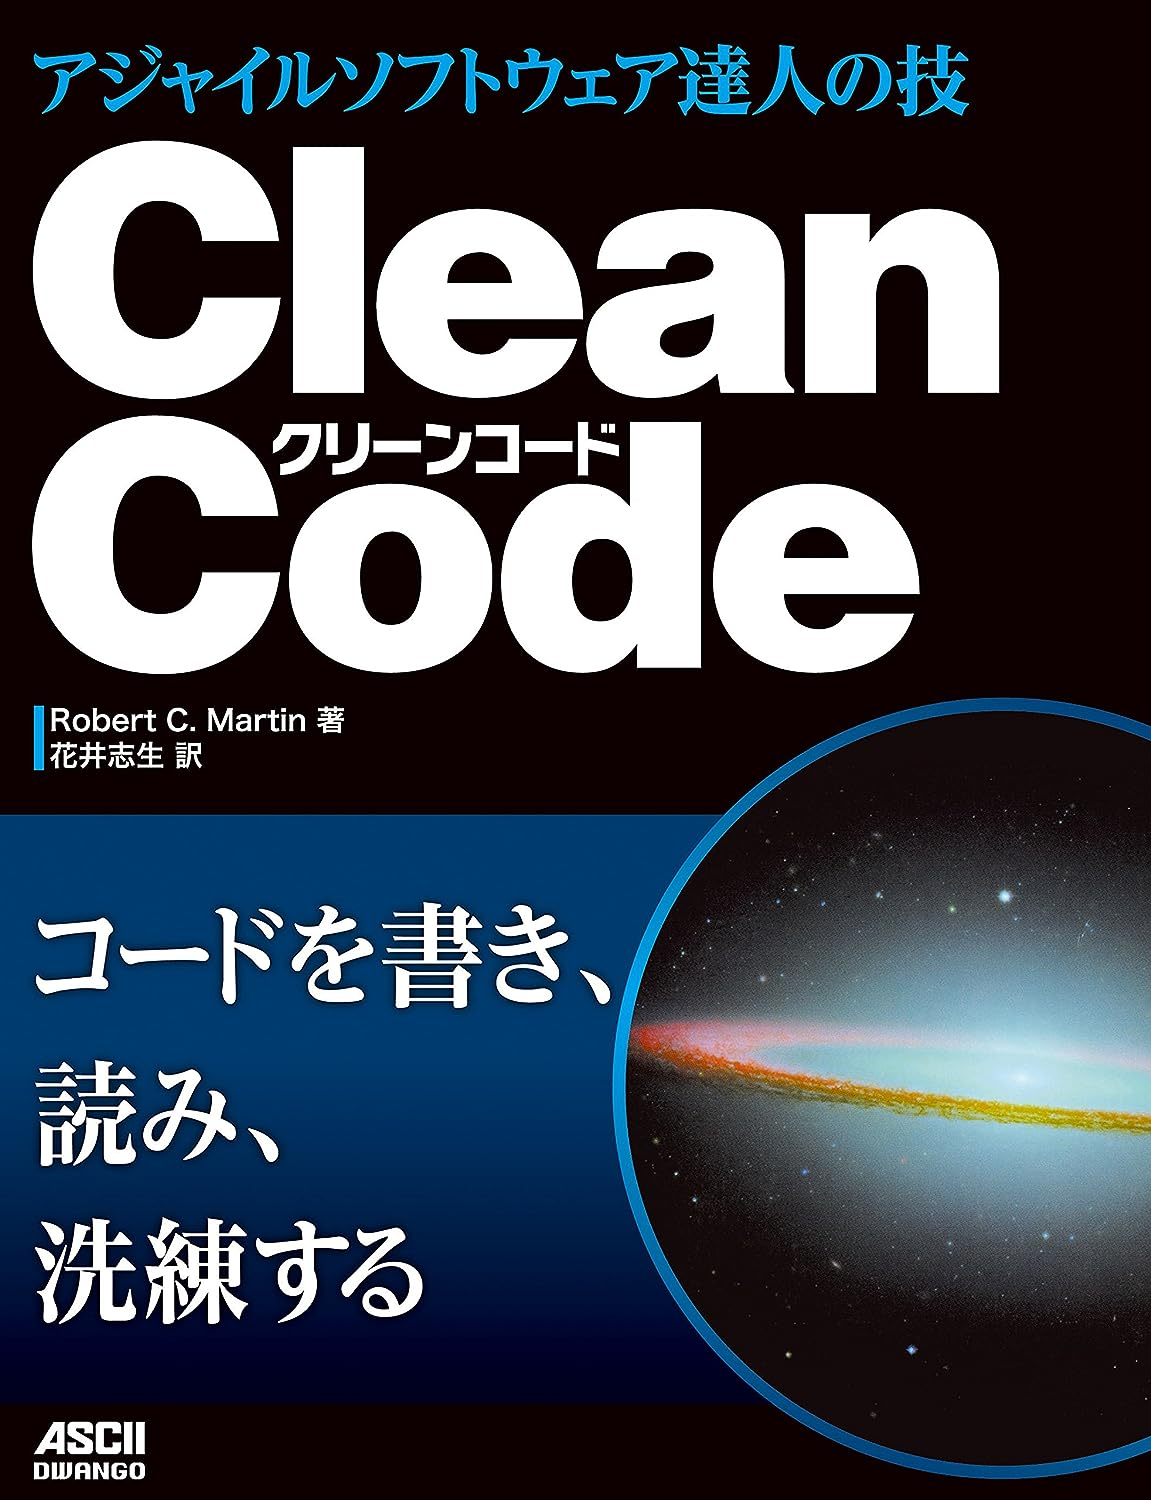 アジャイルソフトウェア達人の技
Clean
クリーンコード
Code
Robert C. Martin 著
花井志生 訳
コードを書き、
読み、
洗練する
ASCII
DWANGO